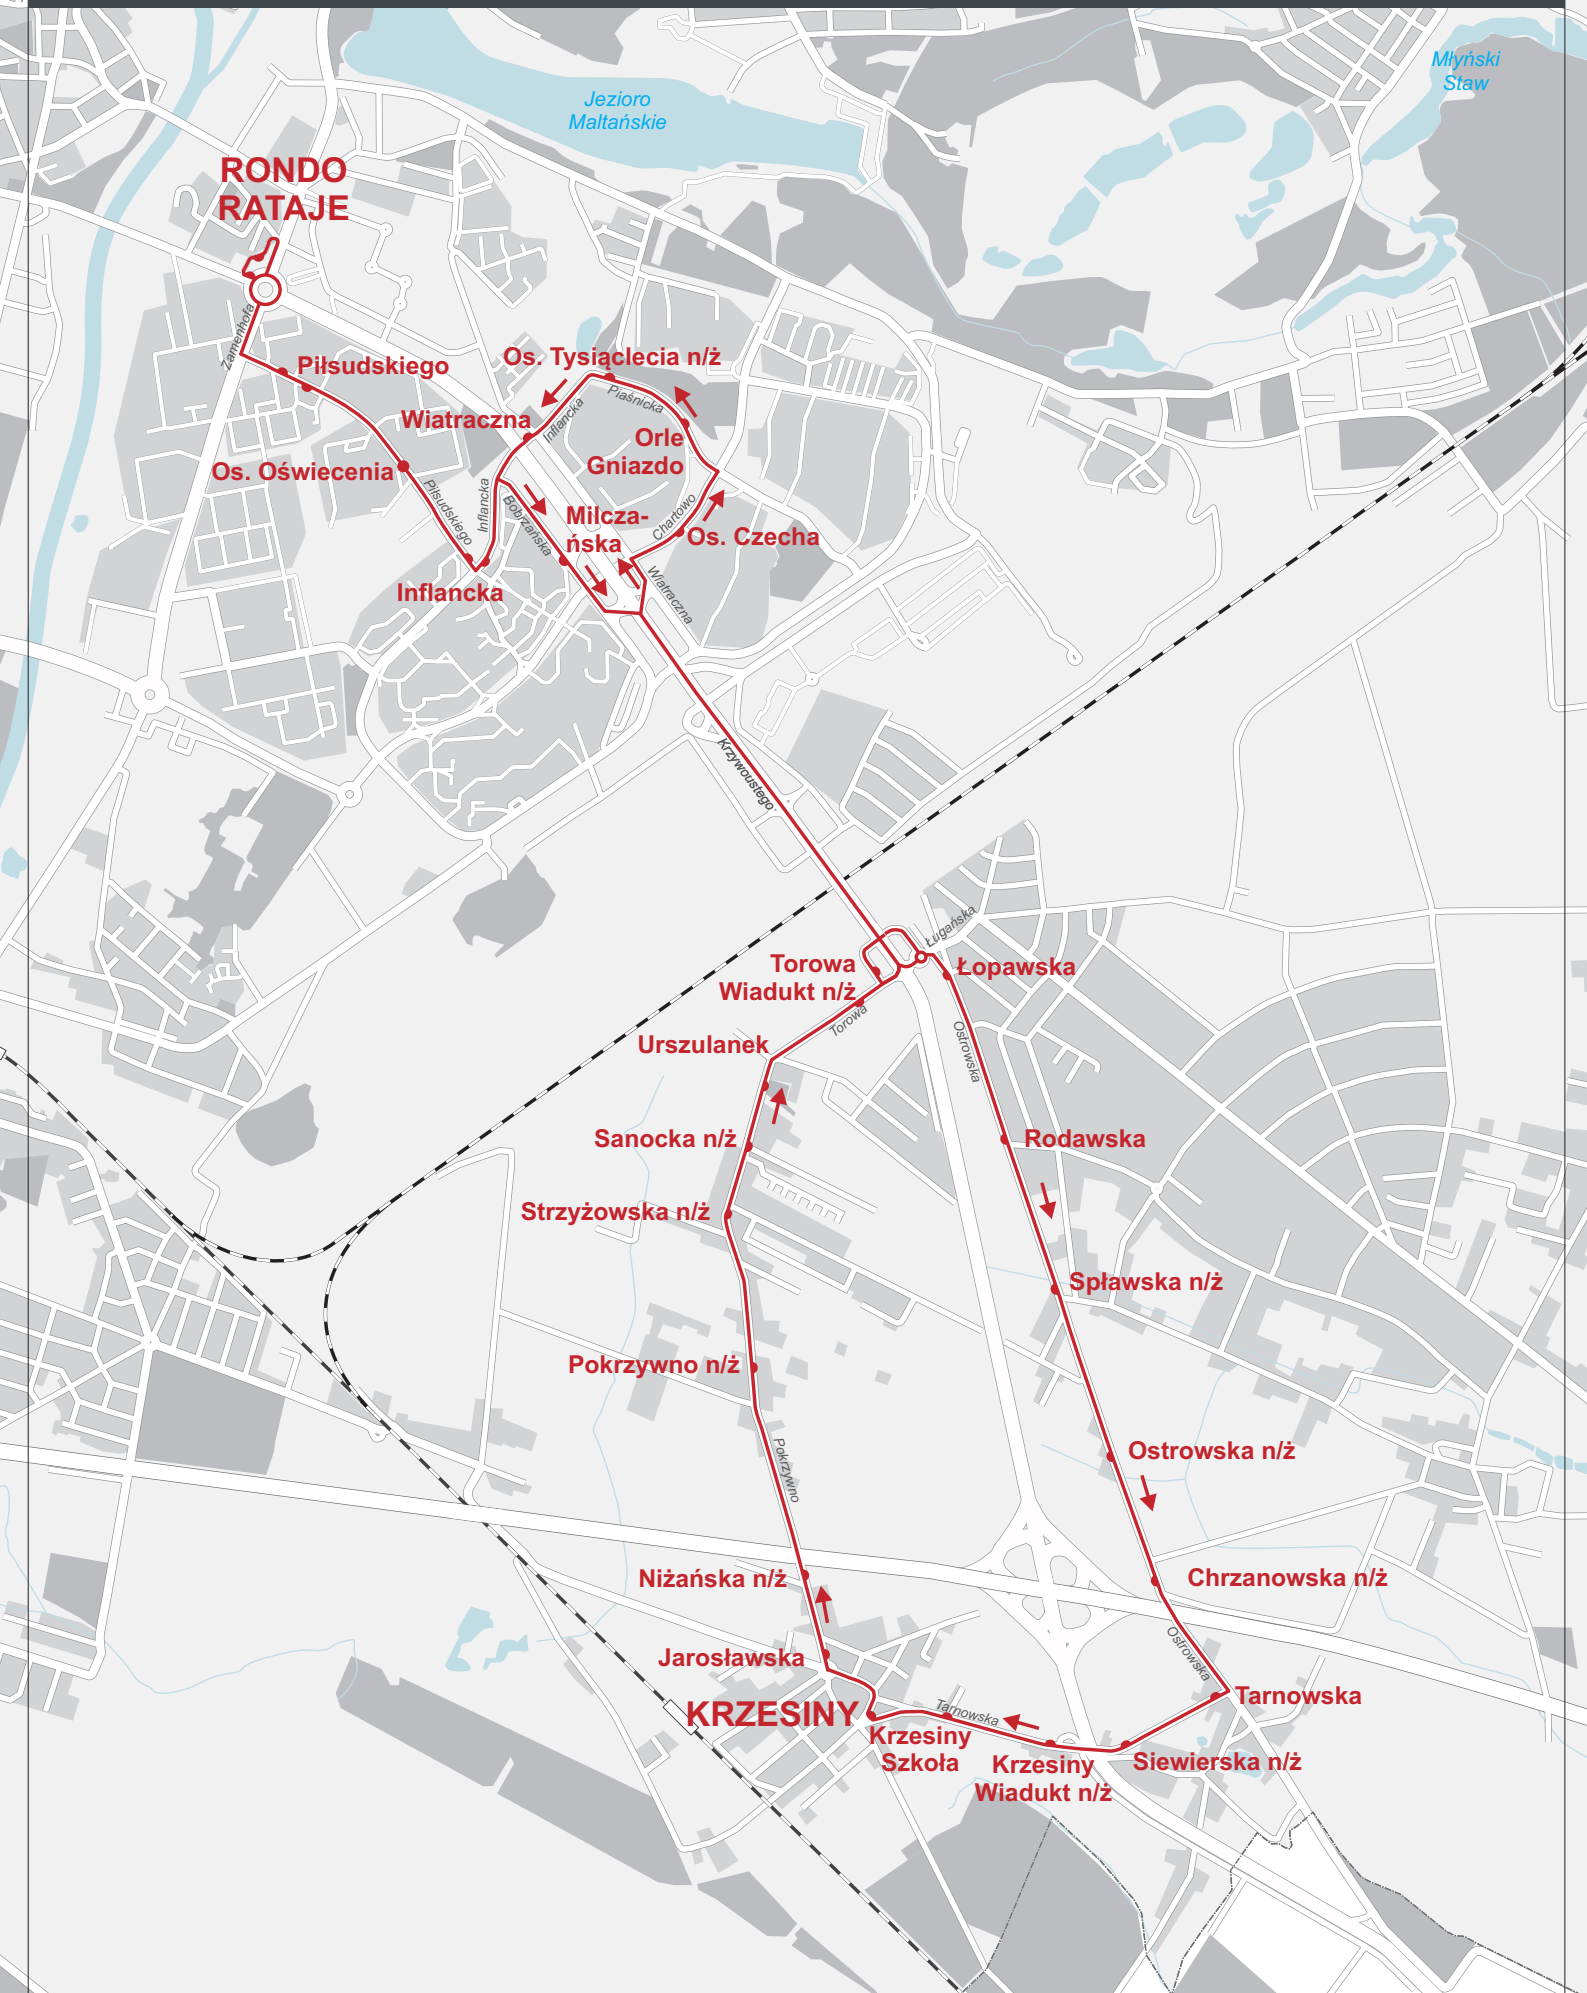 Młyński
Staw
Jezioro
Maltańskie
RONDO
RATAJE
Zamenhofa
Piłsudskiego
Os. Tysiąclecia n/ż
Piaśnicka
Inflancka
Wiatraczna
Orle
Gniazdo
Os. Oświecenia
Piłsudskiego
Inflancka
Bobrzańska
Milcza-
ńska
Chartowo
Os. Czecha
Wiatraczna
Inflancka
Krzywoustego
Ługańska
Torowa
Wiadukt n/ż
Łopawska
Torowa
Ostrowska
Urszulanek
Sanocka n/ż
Rodawska
Strzyżowska n/ż
Spławska n/ż
Pokrzywno n/ż
Pokrzywno
Ostrowska n/ż
Niżańska n/ż
Chrzanowska n/ż
Ostrowska
Jarosławska
Tarnowska
KRZESINY
Tarnowska
Krzesiny
Szkoła
Krzesiny
Wiadukt n/ż
Siewierska n/ż